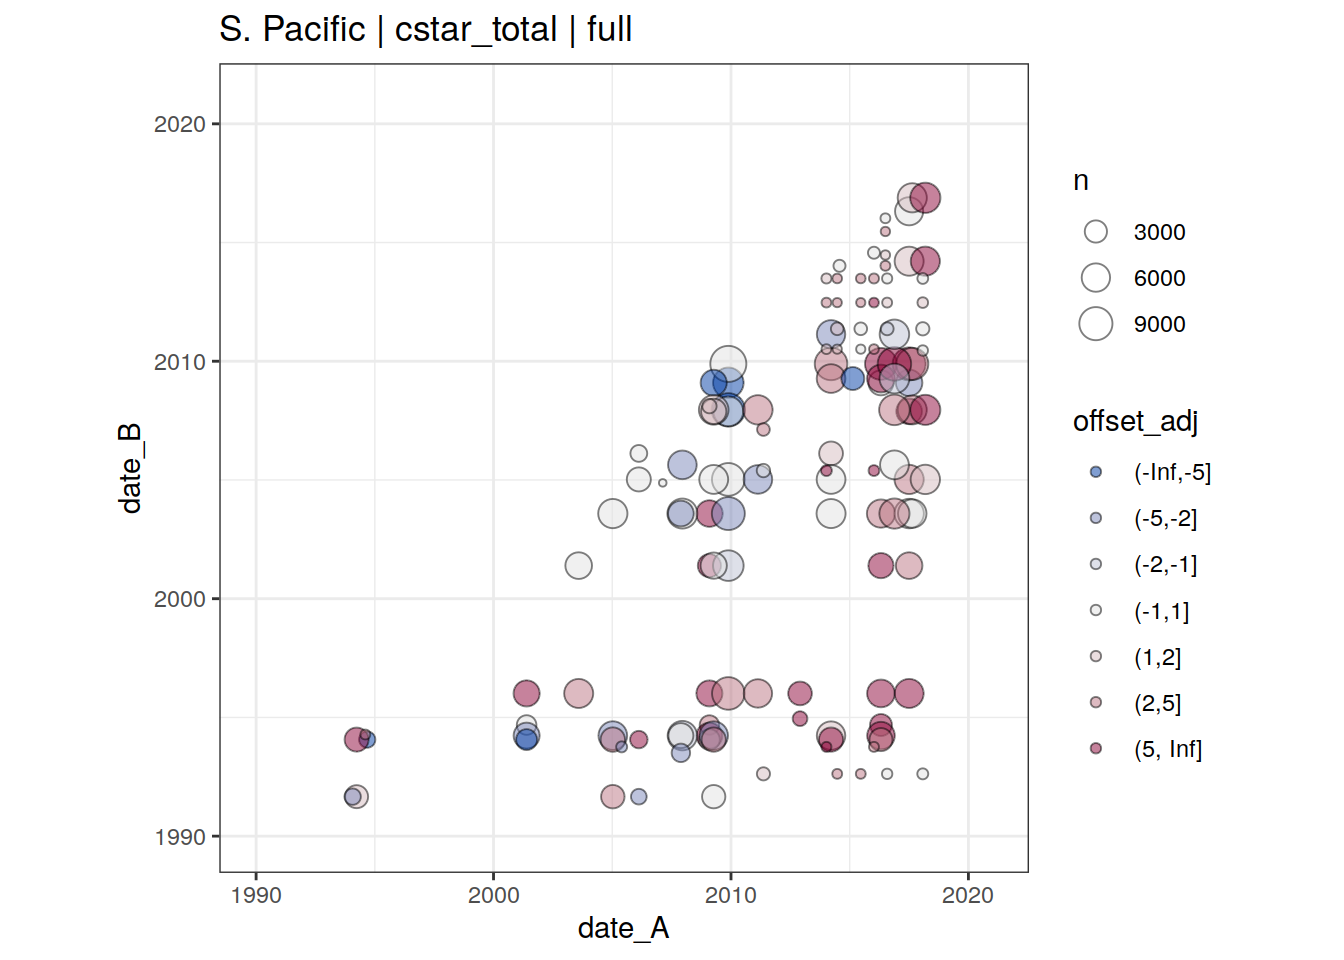 S. Pacific | cstar_total | full
date_B
2020
2010
2000
1990
1990
2000
2010
2020
date_A
n
3000
6000
9000
offset_adj
(-Inf,-5]
(-5,-2]
(-2,-1]
(-1,1]
(1,2]
(2,5]
(5, Inf]